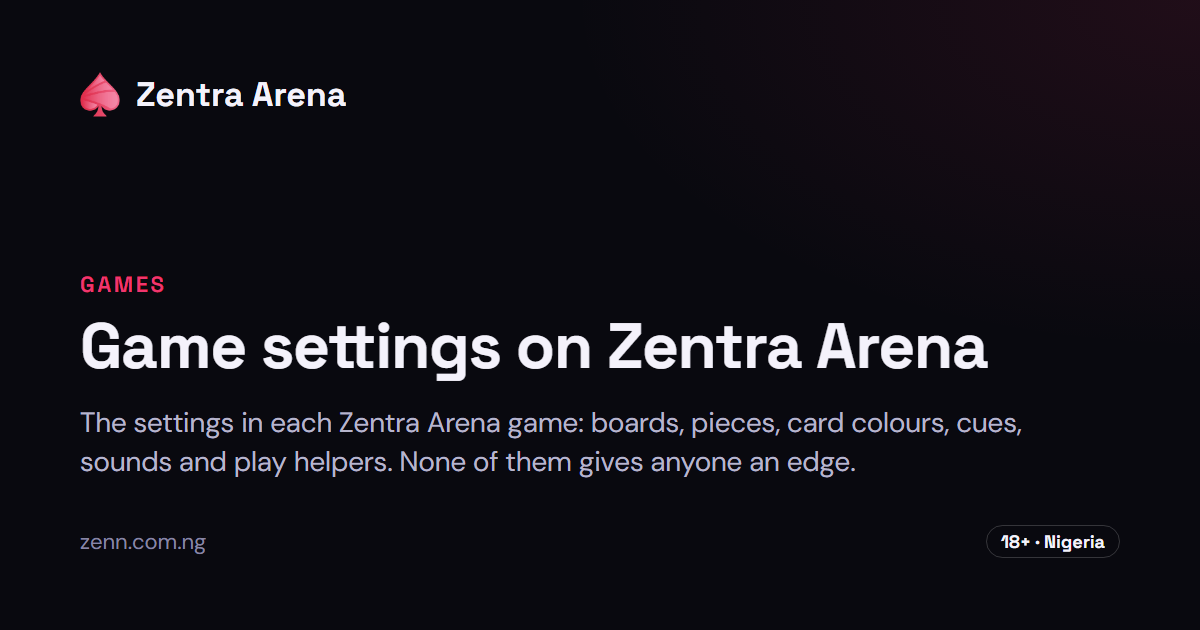 Zentra Arena
GAMES
Game settings on Zentra Arena
The settings in each Zentra Arena game: boards, pieces, card colours, cues,
sounds and play helpers. None of them gives anyone an edge.
zenn.com.ng
18+ · Nigeria